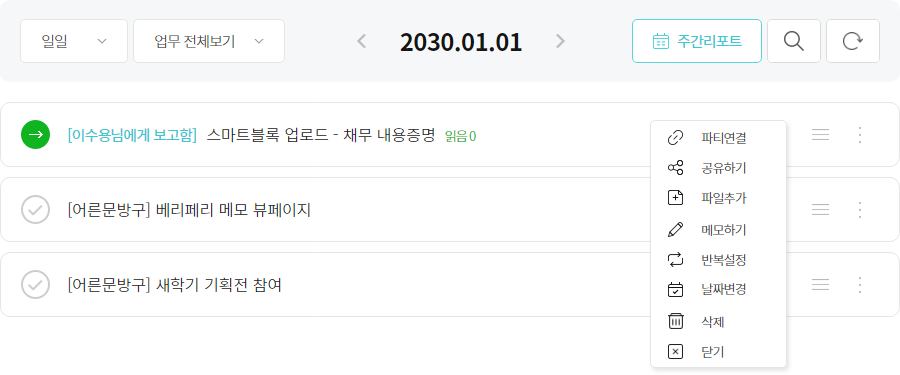 일일
업무 전체보기
2030.01.01
주간리포트
[이수용님에게 보고함] 스마트블록 업로드 - 채무 내용증명 읽음 0
[어른문방구] 베리페리 메모 뷰페이지
[어른문방구] 새학기 기획전 참여
파티연결
공유하기
파일추가
메모하기
반복설정
날짜변경
삭제
닫기